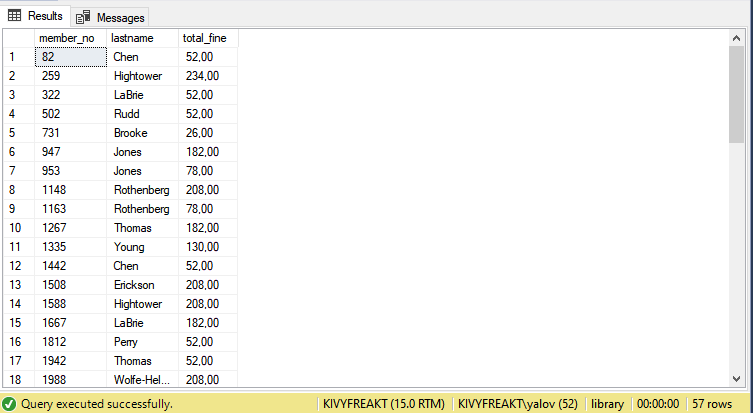 Results Messages
member_no lastname total_fine
1 82 Chen 52,00
2 259 Hightower 234,00
3 322 LaBrie 52,00
4 502 Rudd 52,00
5 731 Brooke 26,00
6 947 Jones 182,00
7 953 Jones 78,00
8 1148 Rothenberg 208,00
9 1163 Rothenberg 78,00
10 1267 Thomas 182,00
11 1335 Young 130,00
12 1442 Chen 52,00
13 1508 Erickson 208,00
14 1588 Hightower 208,00
15 1667 LaBrie 182,00
16 1812 Perry 52,00
17 1942 Thomas 52,00
18 1988 Wolfe-Hel... 208,00
Query executed successfully. KIVYFREAKT (15.0 RTM) KIVYFREAKT\yalov (52) library 00:00:00 57 rows